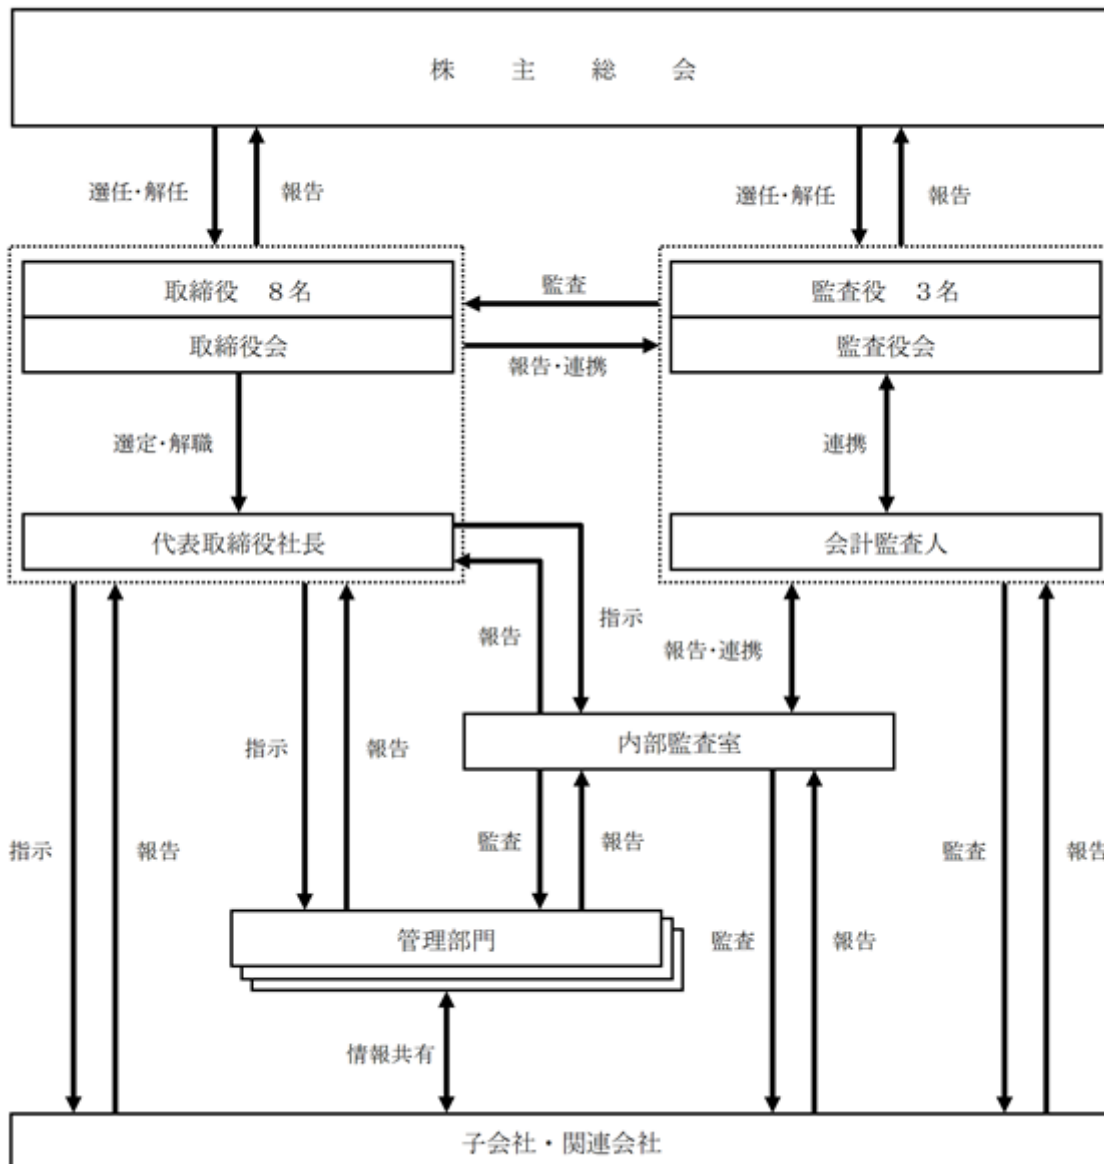 株 主 総 会
選任・解任
報告
選任・解任
報告
取締役 8名
取締役会
監査
報告・連携
監査役 3名
監査役会
選定・解職
連携
代表取締役社長
会計監査人
報告
指示
報告・連携
内部監査室
指示
報告
監査
報告
指示
報告
監査
報告
監査
報告
管理部門
情報共有
子会社・関連会社